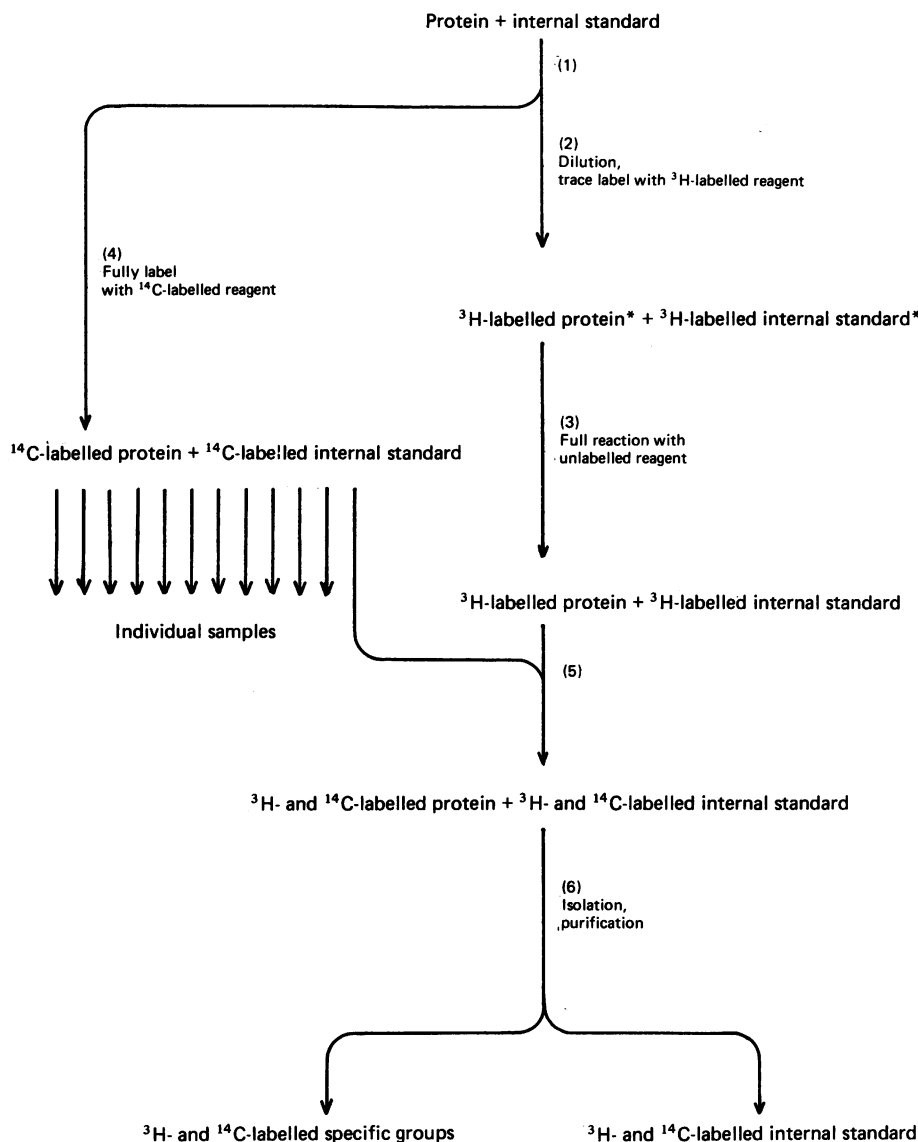 Protein + internal standard
(1)
(2)
Dilution,
trace label with ³H-labelled reagent
(4)
Fully label
with ¹⁴C-labelled reagent
³H-labelled protein* + ³H-labelled internal standard*
(3)
Full reaction with
unlabelled reagent
¹⁴C-labelled protein + ¹⁴C-labelled internal standard
³H-labelled protein + ³H-labelled internal standard
Individual samples
(5)
³H- and ¹⁴C-labelled protein + ³H- and ¹⁴C-labelled internal standard
(6)
Isolation,
purification
³H- and ¹⁴C-labelled specific groups
³H- and ¹⁴C-labelled internal standard